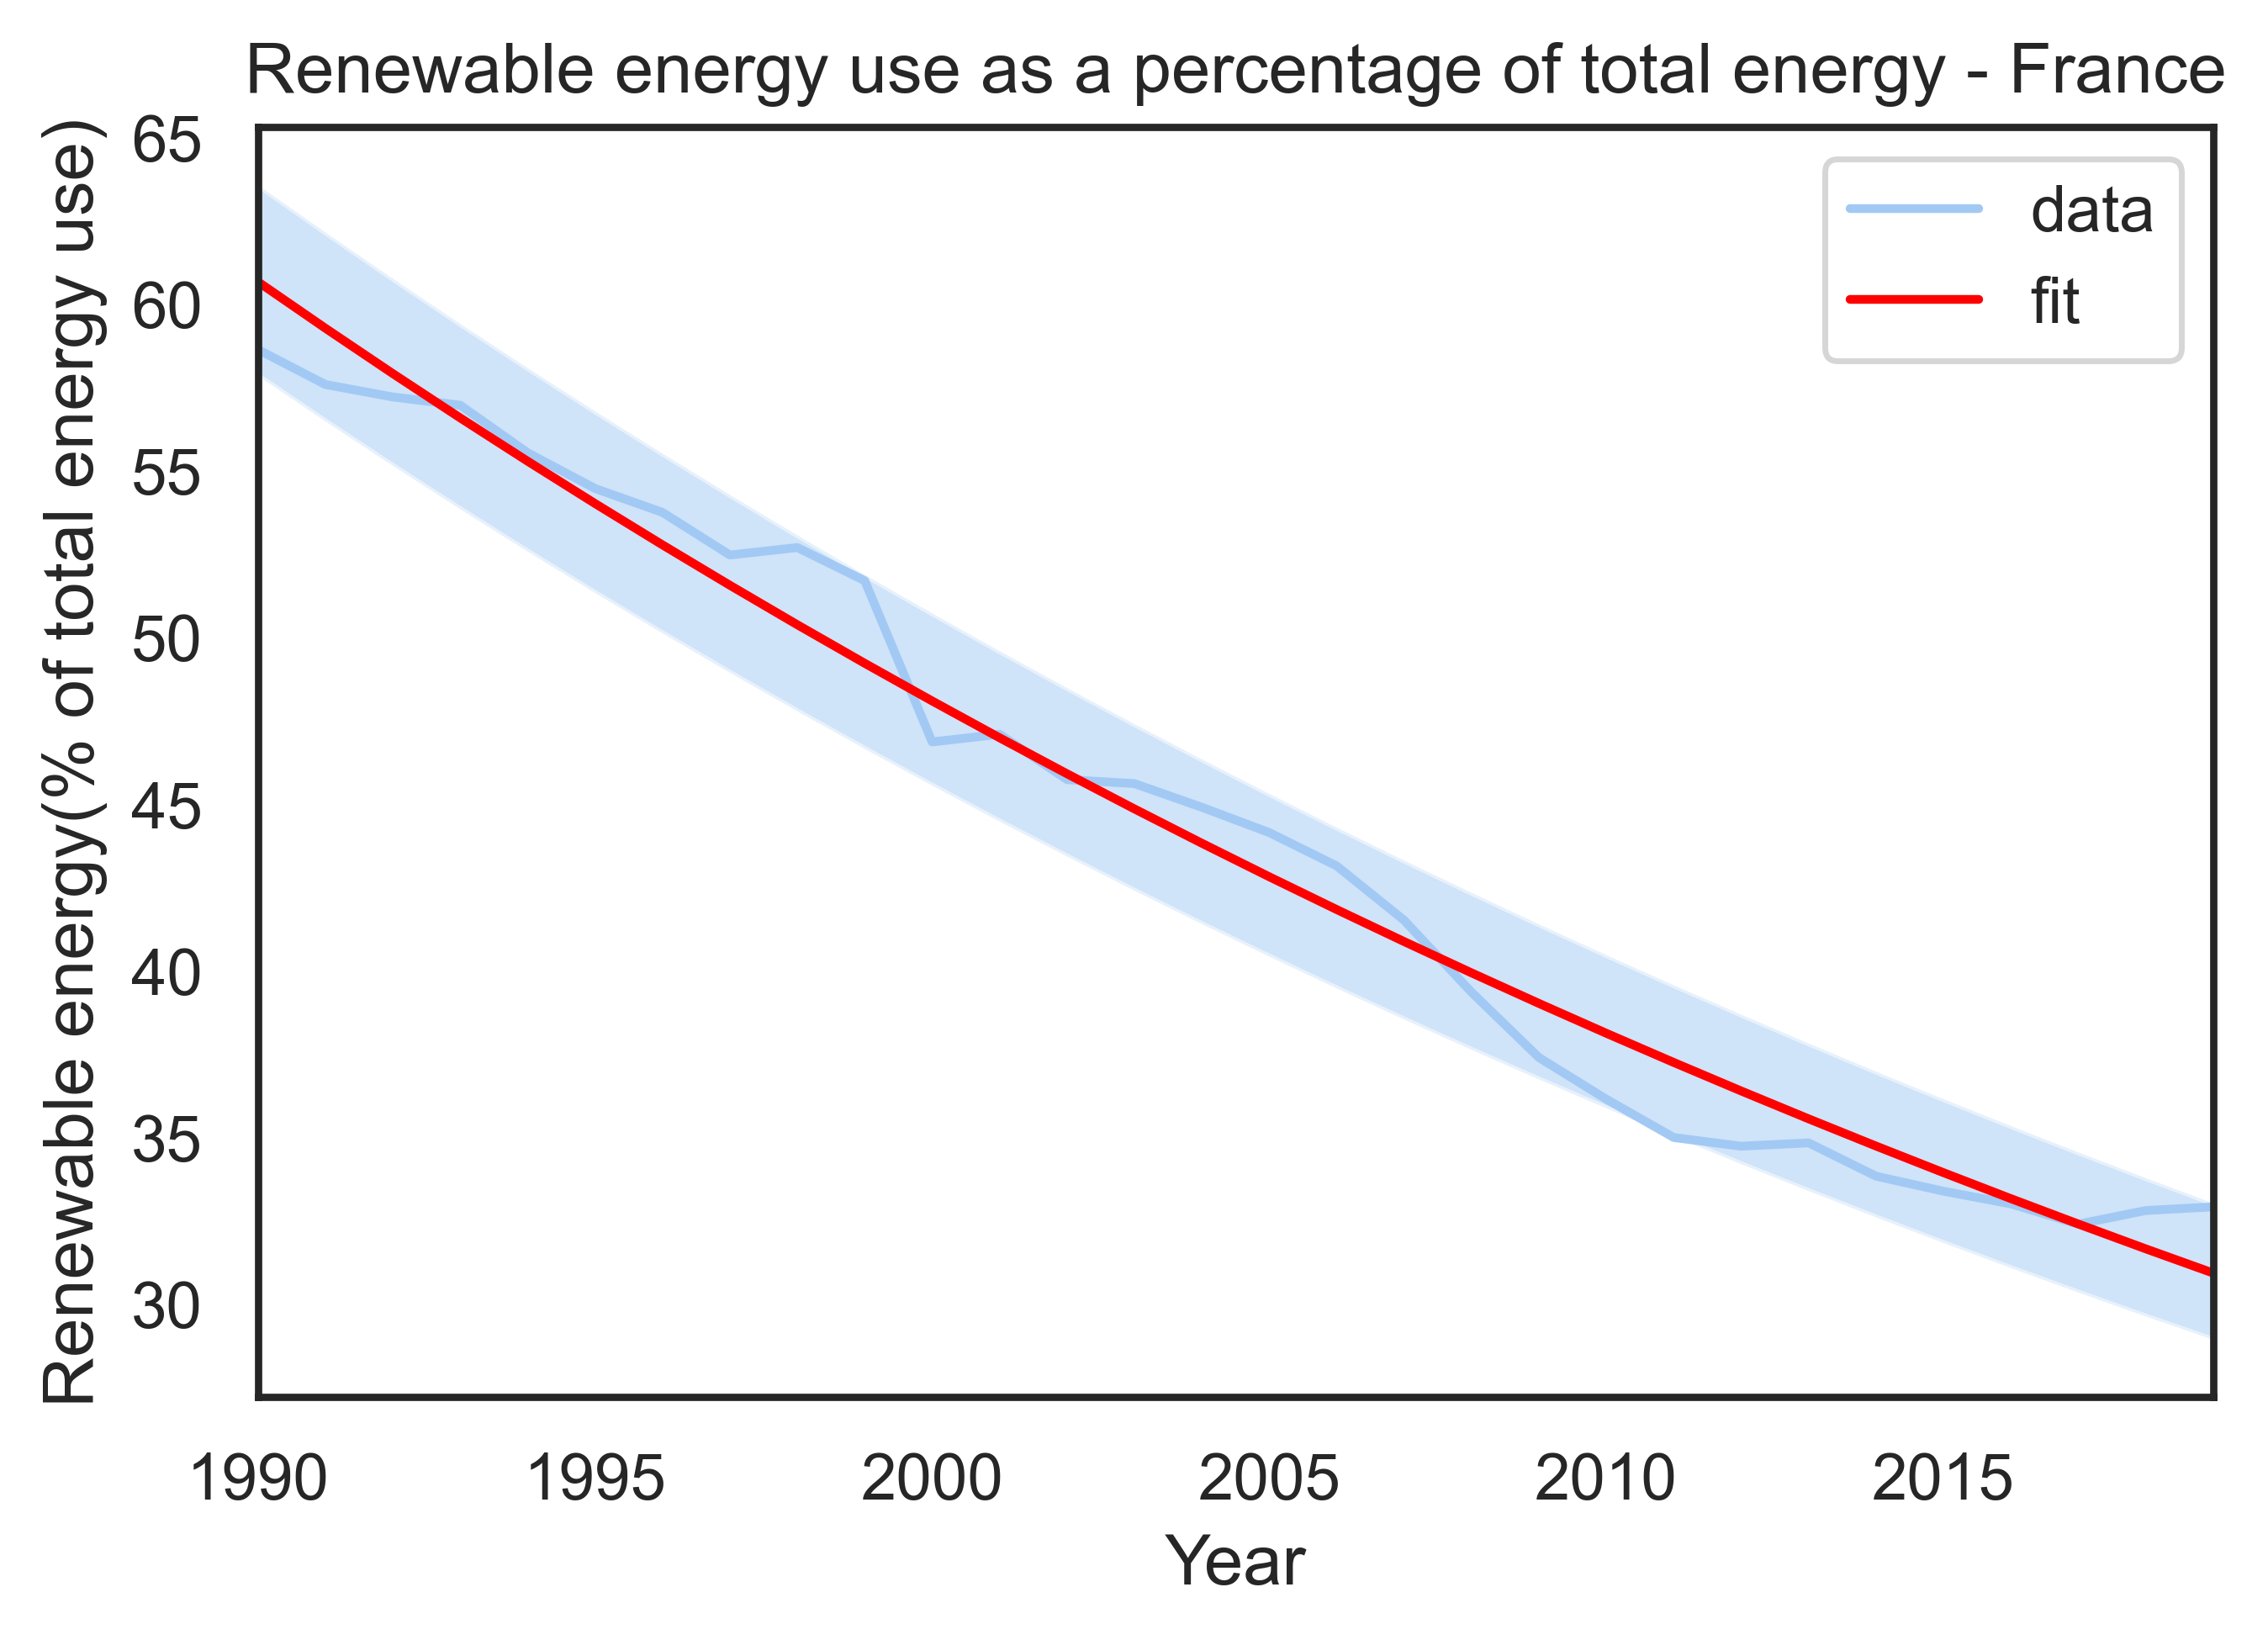 Renewable energy use as a percentage of total energy - France
Renewable energy(% of total energy use)
65
60
55
50
45
40
35
30
data
fit
1990 1995 2000 2005 2010 2015
Year